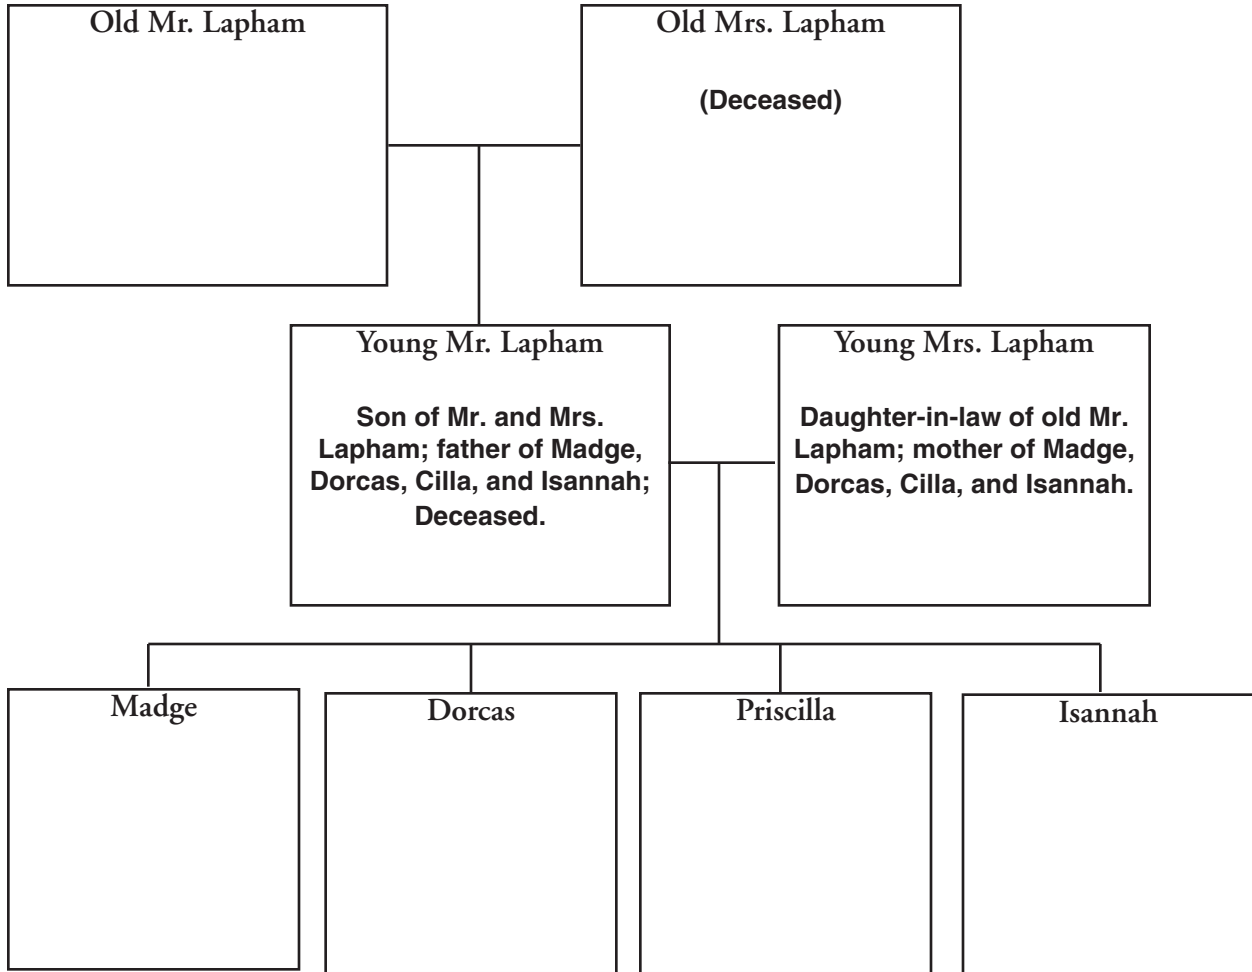 Old Mr. Lapham
Old Mrs. Lapham
(Deceased)
Young Mr. Lapham
Son of Mr. and Mrs.
Lapham; father of Madge,
Dorcas, Cilla, and Isannah;
Deceased.
Young Mrs. Lapham
Daughter-in-law of old Mr.
Lapham; mother of Madge,
Dorcas, Cilla, and Isannah.
Madge
Dorcas
Priscilla
Isannah